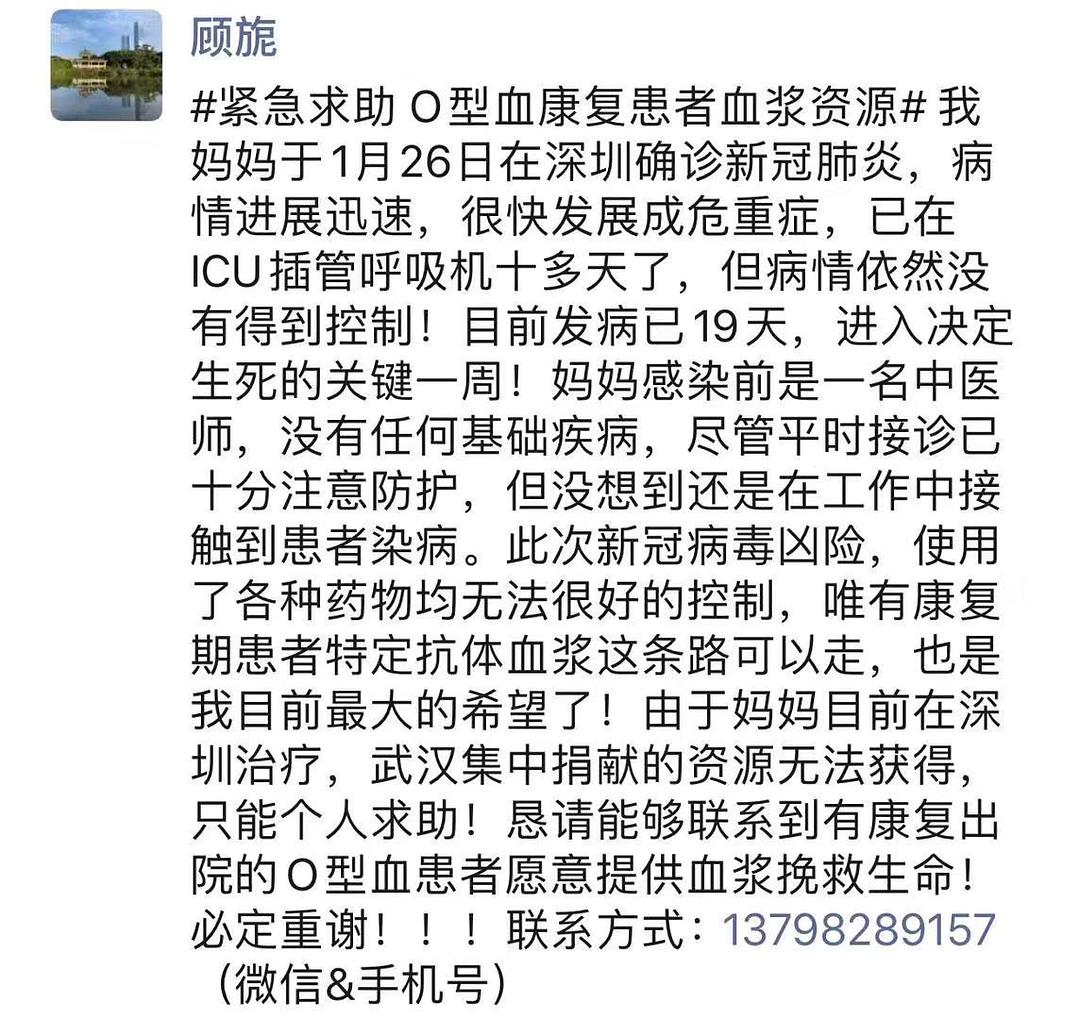 顾旎
#紧急求助 O型血康复患者血浆资源# 我
妈妈于1月26日在深圳确诊新冠肺炎，病
情进展迅速，很快发展成危重症，已在
ICU插管呼吸机十多天了，但病情依然没
有得到控制！目前发病已19天，进入决定
生死的关键一周！妈妈感染前是一名中医
师，没有任何基础疾病，尽管平时接诊已
十分注意防护，但没想到还是在工作中接
触到患者染病。此次新冠病毒凶险，使用
了各种药物均无法很好的控制，唯有康复
期患者特定抗体血浆这条路可以走，也是
我目前最大的希望了！由于妈妈目前在深
圳治疗，武汉集中捐献的资源无法获得，
只能个人求助！恳请能够联系到有康复出
院的O型血患者愿意提供血浆挽救生命！
必定重谢！！！联系方式：13798289157
（微信&手机号）